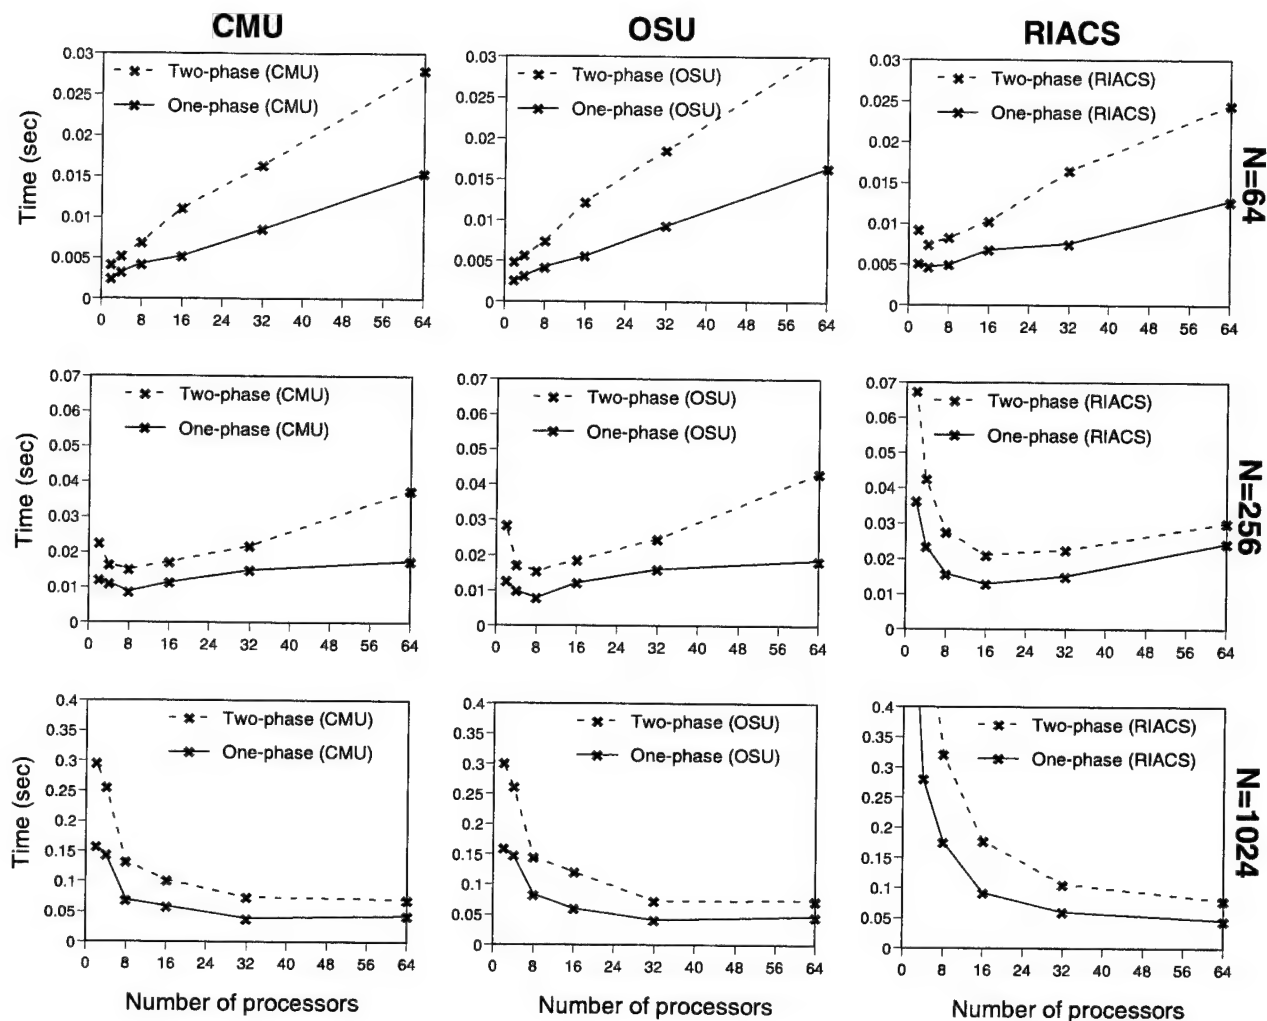 CMU OSU RIACS
Time (sec)
0.03
0.025
0.02
0.015
0.01
0.005
0
Two-phase (CMU)
One-phase (CMU)
0 8 16 24 32 40 48 56 64
0.03
0.025
0.02
0.015
0.01
0.005
0
Two-phase (OSU)
One-phase (OSU)
0 8 16 24 32 40 48 56 64
0.03
0.025
0.02
0.015
0.01
0.005
0
Two-phase (RIACS)
One-phase (RIACS)
0 8 16 24 32 40 48 56 64
N=64
Time (sec)
0.07
0.06
0.05
0.04
0.03
0.02
0.01
0
Two-phase (CMU)
One-phase (CMU)
0 8 16 24 32 40 48 56 64
0.07
0.06
0.05
0.04
0.03
0.02
0.01
0
Two-phase (OSU)
One-phase (OSU)
0 8 16 24 32 40 48 56 64
0.07
0.06
0.05
0.04
0.03
0.02
0.01
0
Two-phase (RIACS)
One-phase (RIACS)
0 8 16 24 32 40 48 56 64
N=256
Time (sec)
0.4
0.35
0.3
0.25
0.2
0.15
0.1
0.05
0
Two-phase (CMU)
One-phase (CMU)
0 8 16 24 32 40 48 56 64
Number of processors
0.4
0.35
0.3
0.25
0.2
0.15
0.1
0.05
0
Two-phase (OSU)
One-phase (OSU)
0 8 16 24 32 40 48 56 64
Number of processors
0.4
0.35
0.3
0.25
0.2
0.15
0.1
0.05
0
Two-phase (RIACS)
One-phase (RIACS)
0 8 16 24 32 40 48 56 64
Number of processors
N=1024